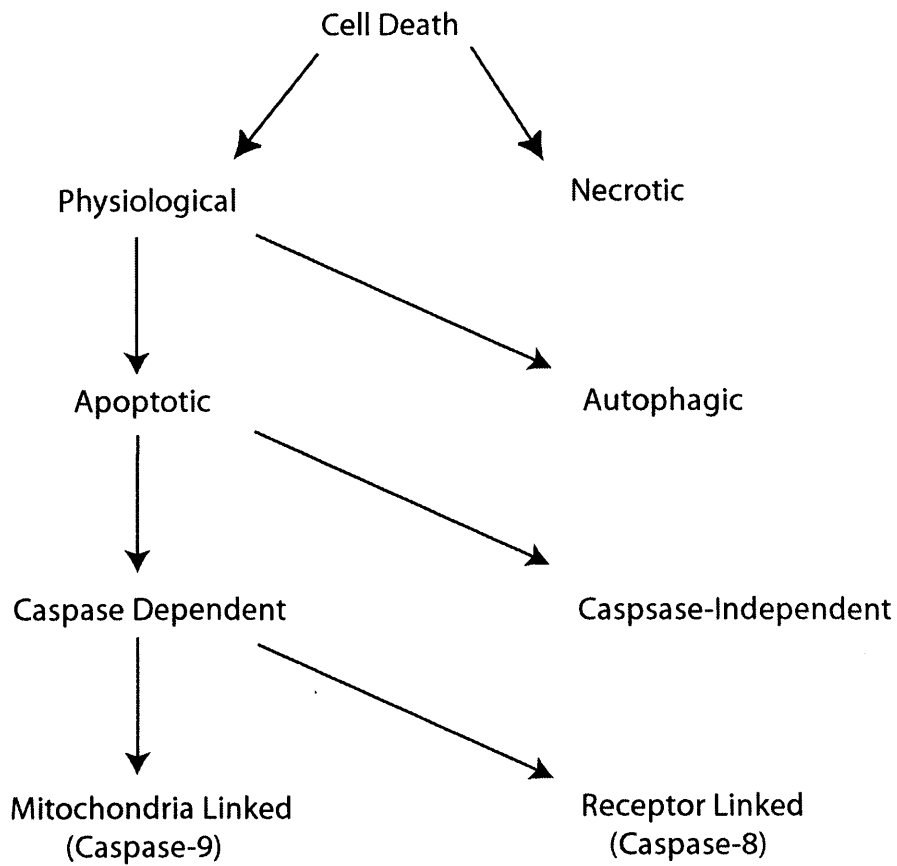 Cell Death
Physiological
Necrotic
Apoptotic
Autophagic
Caspase Dependent
Caspsase-Independent
Mitochondria Linked
(Caspase-9)
Receptor Linked
(Caspase-8)